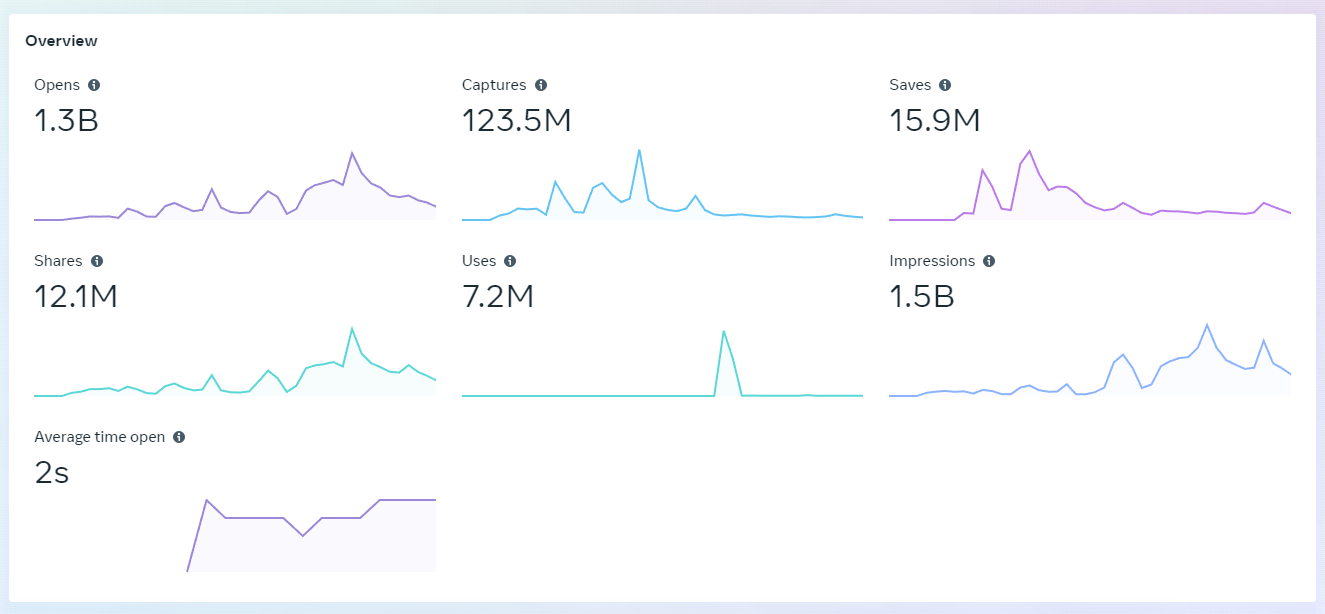 Overview
Opens
1.3B
Captures
123.5M
Saves
15.9M
Shares
12.1M
Uses
7.2M
Impressions
1.5B
Average time open
2s